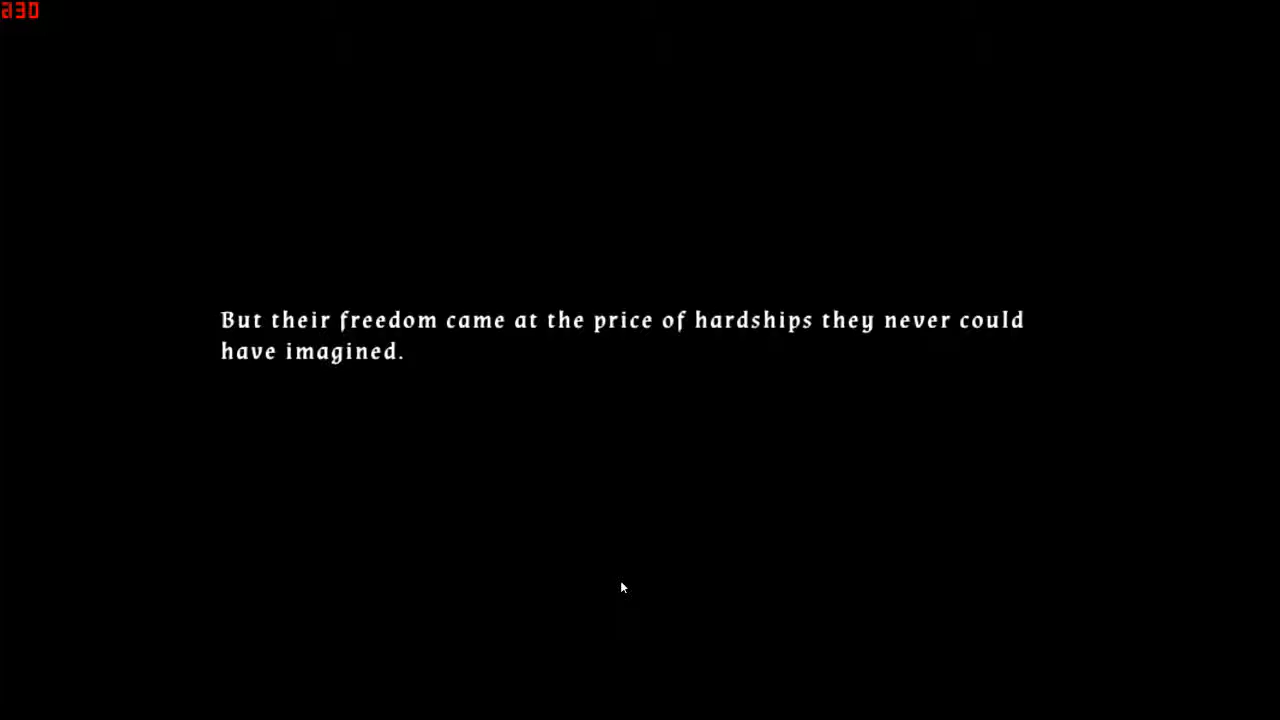 230
But their freedom came at the price of hardships they never could
have imagined.